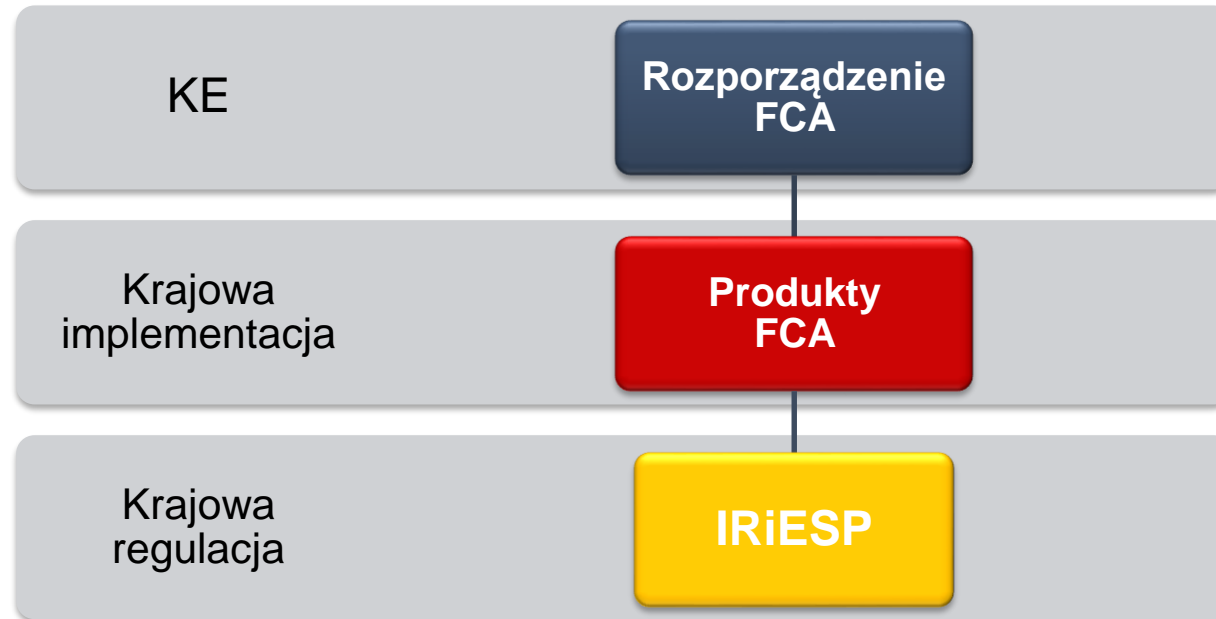 KE
Rozporządzenie
FCA
Krajowa
implementacja
Produkty
FCA
Krajowa
regulacja
IRiESP